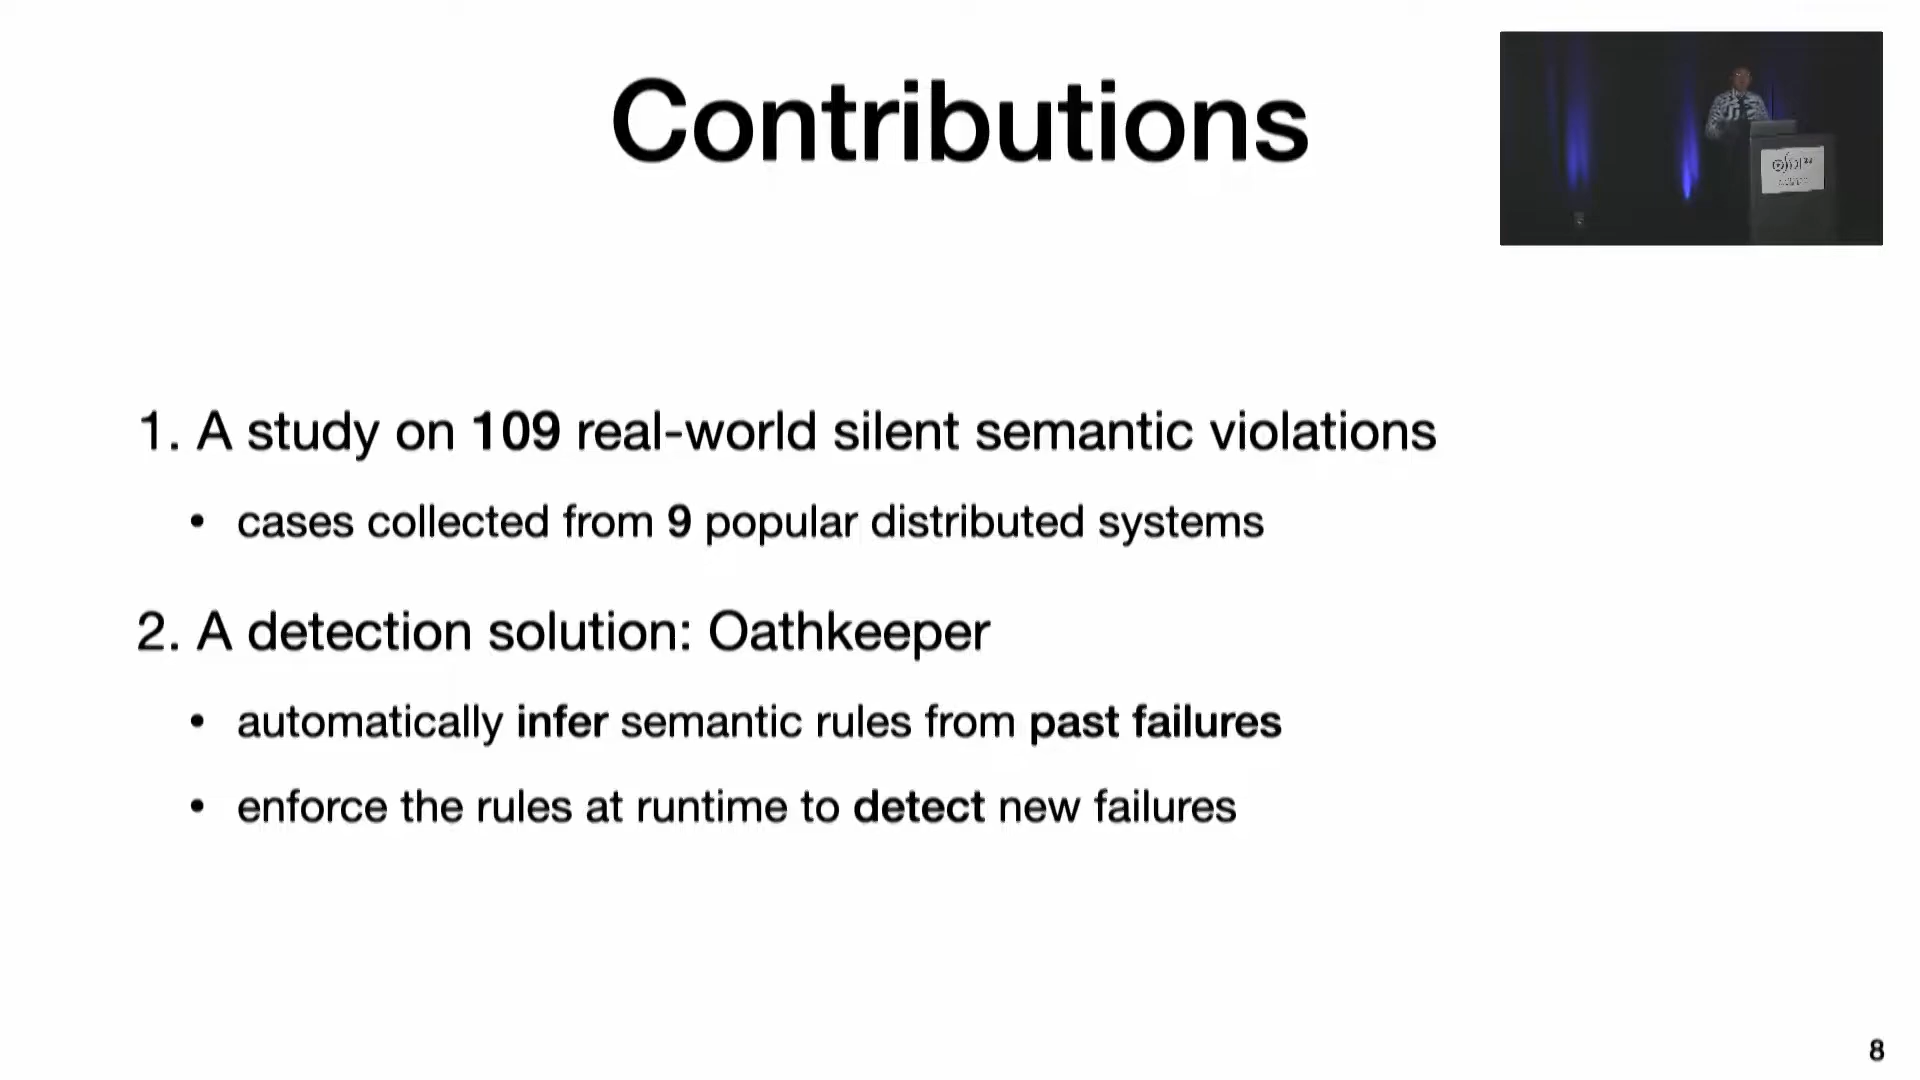 Contributions
1. A study on 109 real-world silent semantic violations
• cases collected from 9 popular distributed systems
2. A detection solution: Oathkeeper
• automatically infer semantic rules from past failures
• enforce the rules at runtime to detect new failures
8